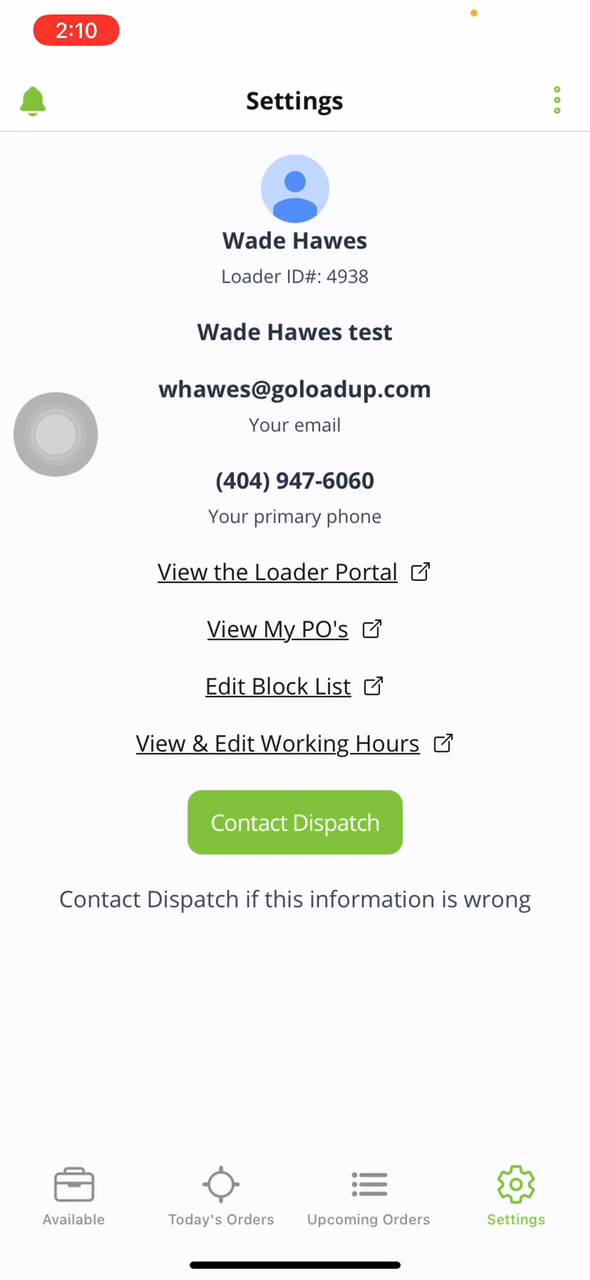 2:10
Settings
Wade Hawes
Loader ID#: 4938
Wade Hawes test
whawes@goloadup.com
Your email
(404) 947-6060
Your primary phone
View the Loader Portal
View My PO's
Edit Block List
View & Edit Working Hours
Contact Dispatch
Contact Dispatch if this information is wrong
Available
Today's Orders
Upcoming Orders
Settings